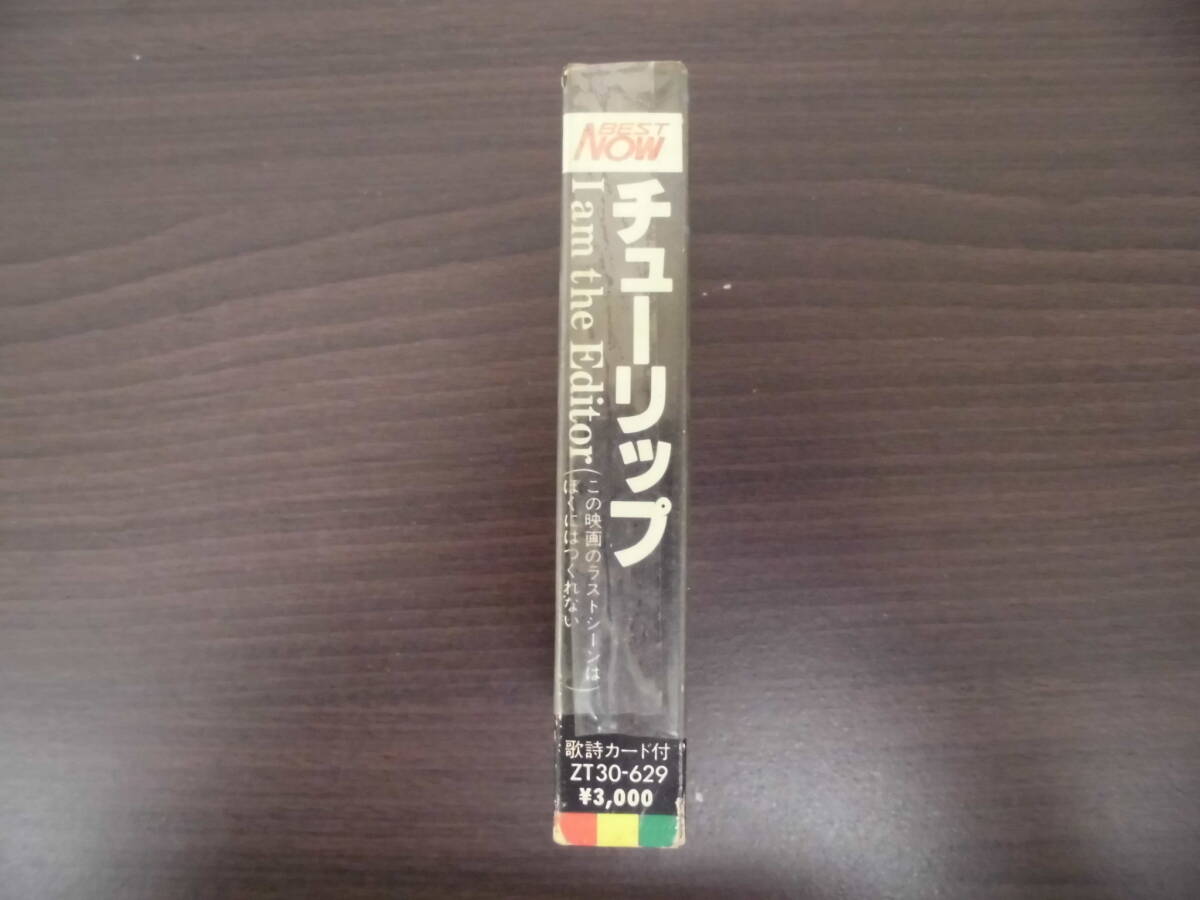 BEST
NOW
チューリップ
I am the Editor
(この映画のラストシーンは
ぼくにはつくれない)
歌詩カード付
ZT30-629
¥3,000